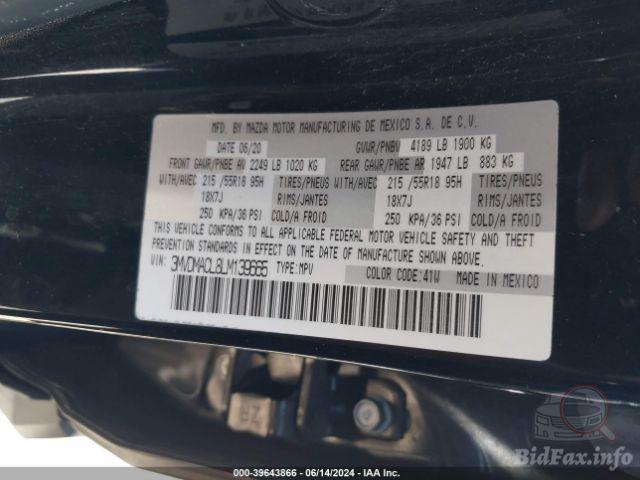 MFD. BY MAZDA MOTOR MANUFACTURING DE MEXICO S.A. DE C.V.
DATE 06/20 GVWR/PNBV 4189 LB 1900 KG
FRONT GAWR/PNBE AV 2249 LB 1020 KG REAR GAWR/PNBE AR 1947 LB 883 KG
WITH/AVEC 215 /55R18 95H TIRES/PNEUS WITH/AVEC 215 /55R18 95H TIRES/PNEUS
18X7J RIMS/JANTES 18X7J RIMS/JANTES
250 KPA/36 PSI COLD/A FROID 250 KPA/36 PSI COLD/A FROID
THIS VEHICLE CONFORMS TO ALL APPLICABLE FEDERAL MOTOR VEHICLE SAFETY AND THEFT
PREVENTION STANDARDS IN EFFECT ON THE DATE OF MANUFACTURE SHOWN ABOVE.
VIN: 3MVDMACL8LM139665 TYPE:MPV COLOR CODE:41W MADE IN MEXICO
ZR
BidFax.info
000-39643866 - 06/14/2024 - IAA Inc.